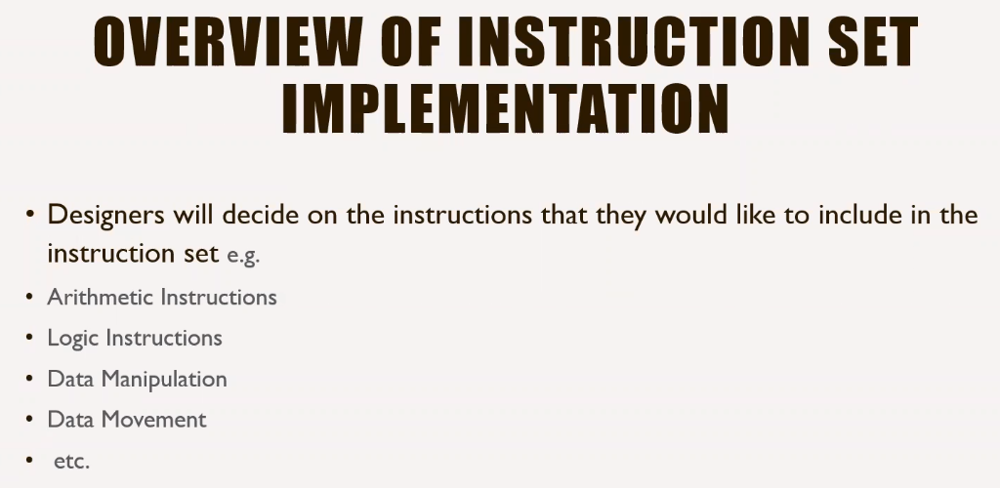 OVERVIEW OF INSTRUCTION SET
IMPLEMENTATION
• Designers will decide on the instructions that they would like to include in the
instruction set e.g.
• Arithmetic Instructions
• Logic Instructions
• Data Manipulation
• Data Movement
• etc.